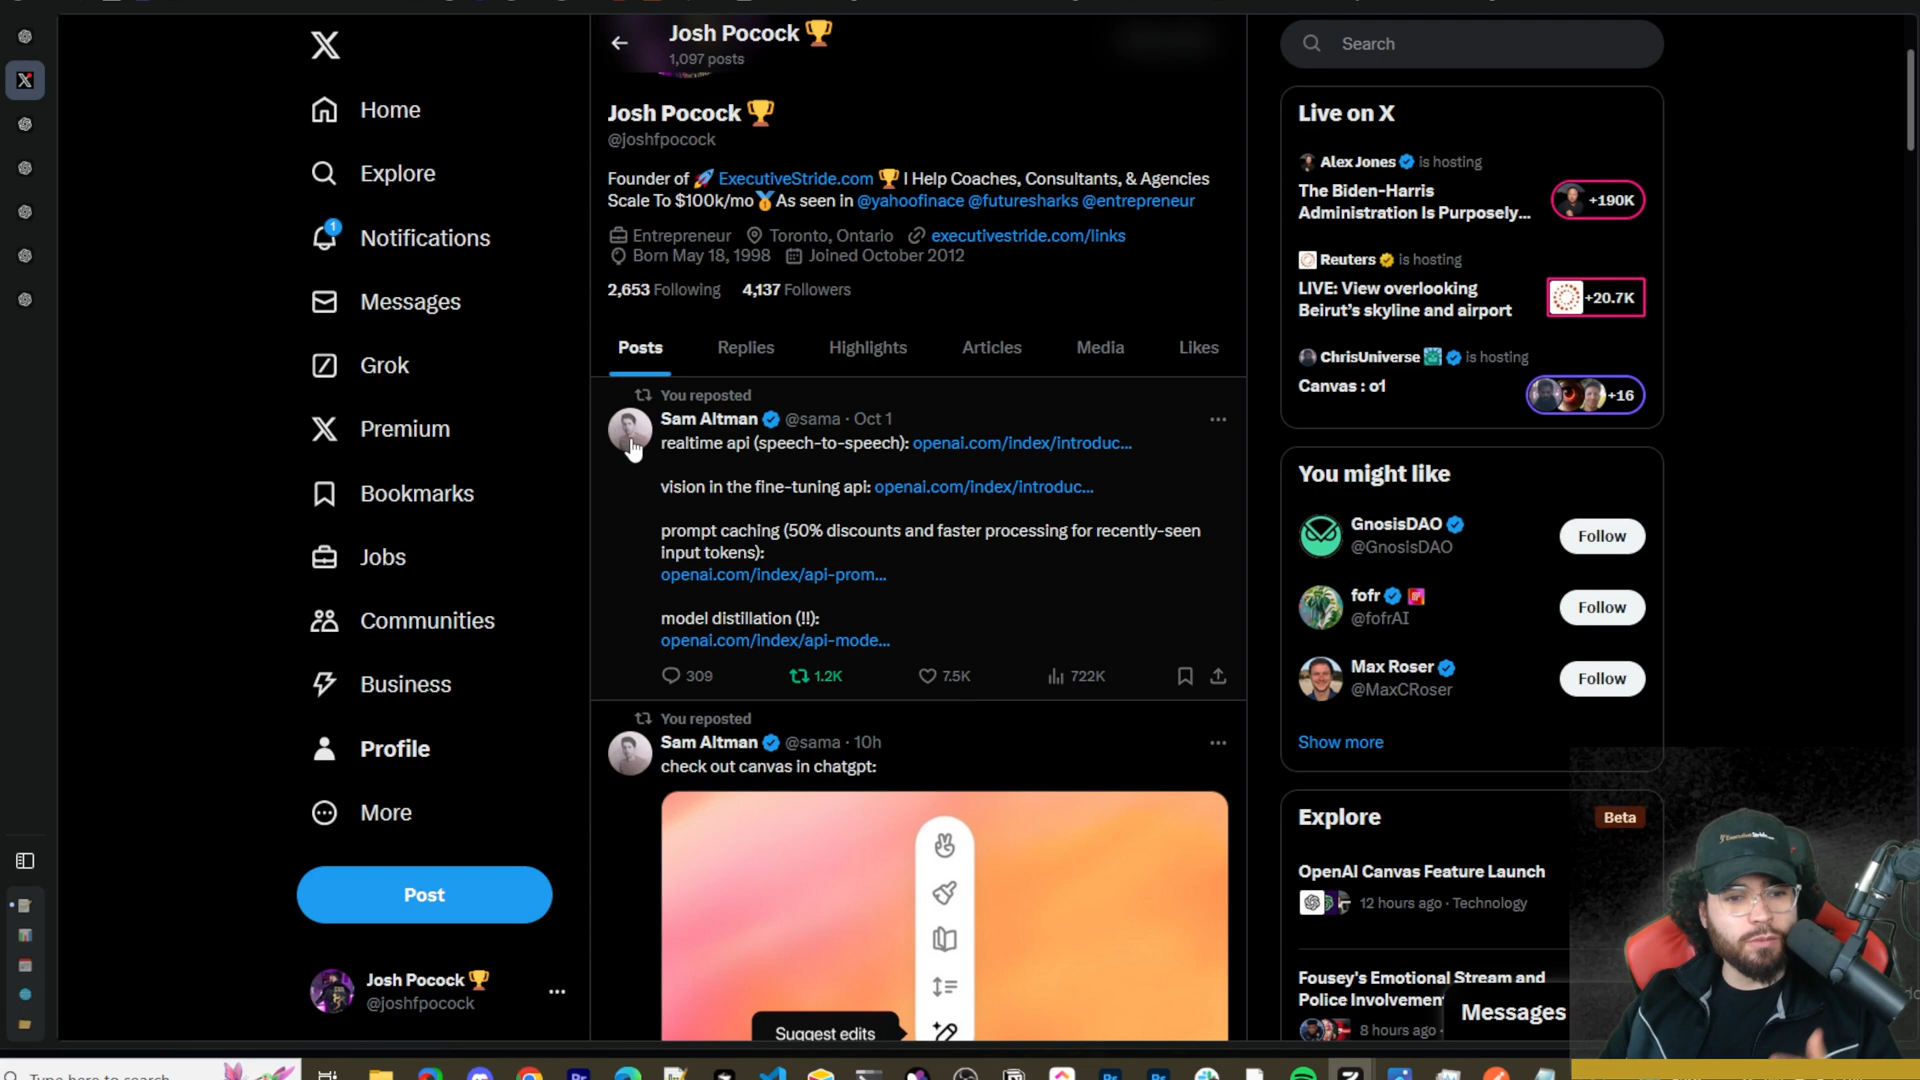 Josh Pocock 🏆
1,097 posts
Search
Home
Explore
1
Notifications
Messages
Grok
Premium
Bookmarks
Jobs
Communities
Business
Profile
More
Post
Josh Pocock 🏆
@joshfpocock
Josh Pocock 🏆
@joshfpocock
Founder of 🚀 ExecutiveStride.com 🏆 I Help Coaches, Consultants, & Agencies
Scale To $100k/mo 🥇 As seen in @yahoofinace @futuresharks @entrepreneur
Entrepreneur Toronto, Ontario executivestride.com/links
Born May 18, 1998 Joined October 2012
2,653 Following 4,137 Followers
Posts Replies Highlights Articles Media Likes
You reposted
Sam Altman @sama · Oct 1
realtime api (speech-to-speech): openai.com/index/introduc...
vision in the fine-tuning api: openai.com/index/introduc...
prompt caching (50% discounts and faster processing for recently-seen
input tokens):
openai.com/index/api-prom...
model distillation (!!):
openai.com/index/api-mode...
309 1.2K 7.5K 722K
You reposted
Sam Altman @sama · 10h
check out canvas in chatgpt:
Suggest edits
Live on X
Alex Jones is hosting
The Biden-Harris
Administration Is Purposely...
+190K
Reuters is hosting
LIVE: View overlooking
Beirut's skyline and airport
+20.7K
ChrisUniverse is hosting
Canvas : o1
+16
You might like
GnosisDAO
@GnosisDAO
Follow
fofr
@fofrAI
Follow
Max Roser
@MaxCRoser
Follow
Show more
Explore Beta
OpenAI Canvas Feature Launch
12 hours ago · Technology
Fousey's Emotional Stream and
Police Involvement
8 hours ago ·
Messages
ExecutiveStride.com
Type here to search